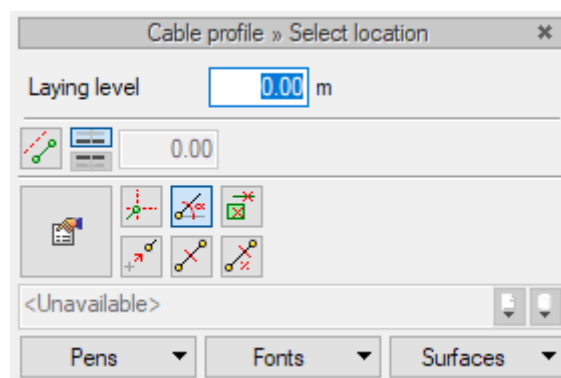 Cable profile » Select location
Laying level 0.00 m
0.00
<Unavailable>
Pens Fonts Surfaces